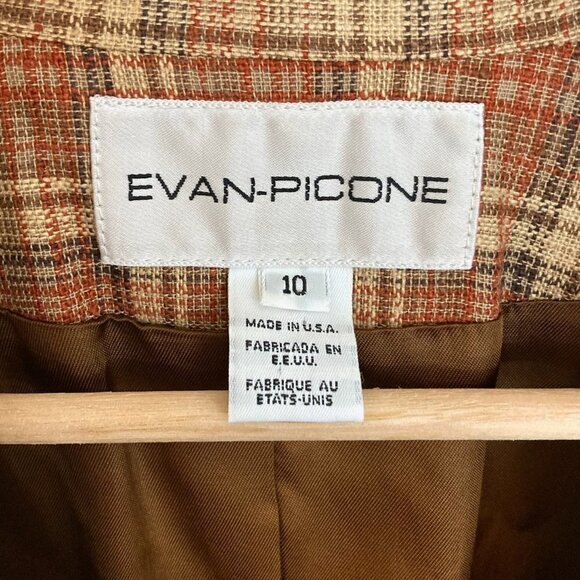 EVAN-PICONE
10
MADE IN U.S.A.
FABRICADA EN
E.E.U.U.
FABRIQUE AU
ETATS-UNIS